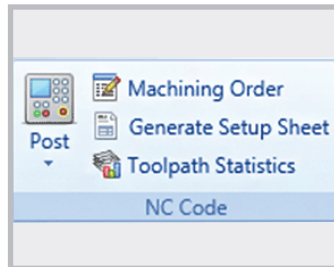 Machining Order
Generate Setup Sheet
Post
Toolpath Statistics
NC Code